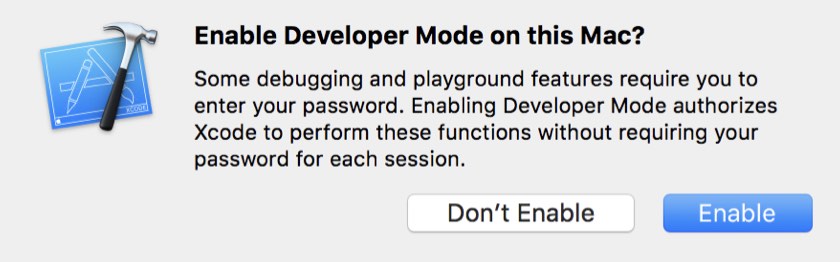 Enable Developer Mode on this Mac?
Some debugging and playground features require you to
enter your password. Enabling Developer Mode authorizes
Xcode to perform these functions without requiring your
password for each session.
XCODE
Don’t Enable
Enable